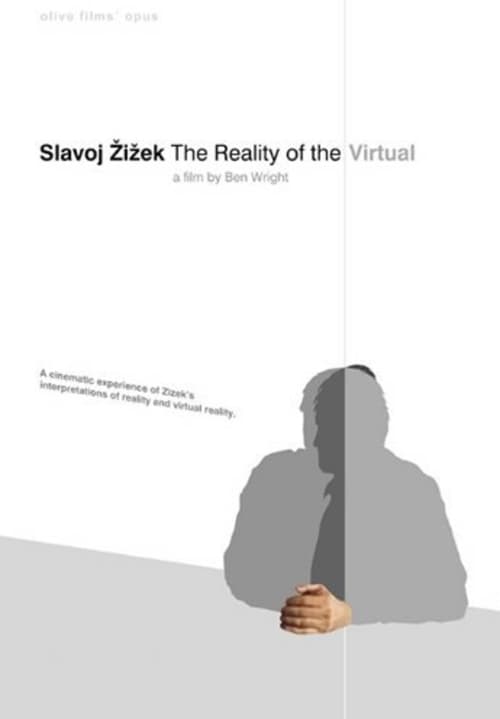 olive films' opus
Slavoj Žižek The Reality of the Virtual
a film by Ben Wright
A cinematic experience of Zizek's
interpretations of reality and virtual reality.